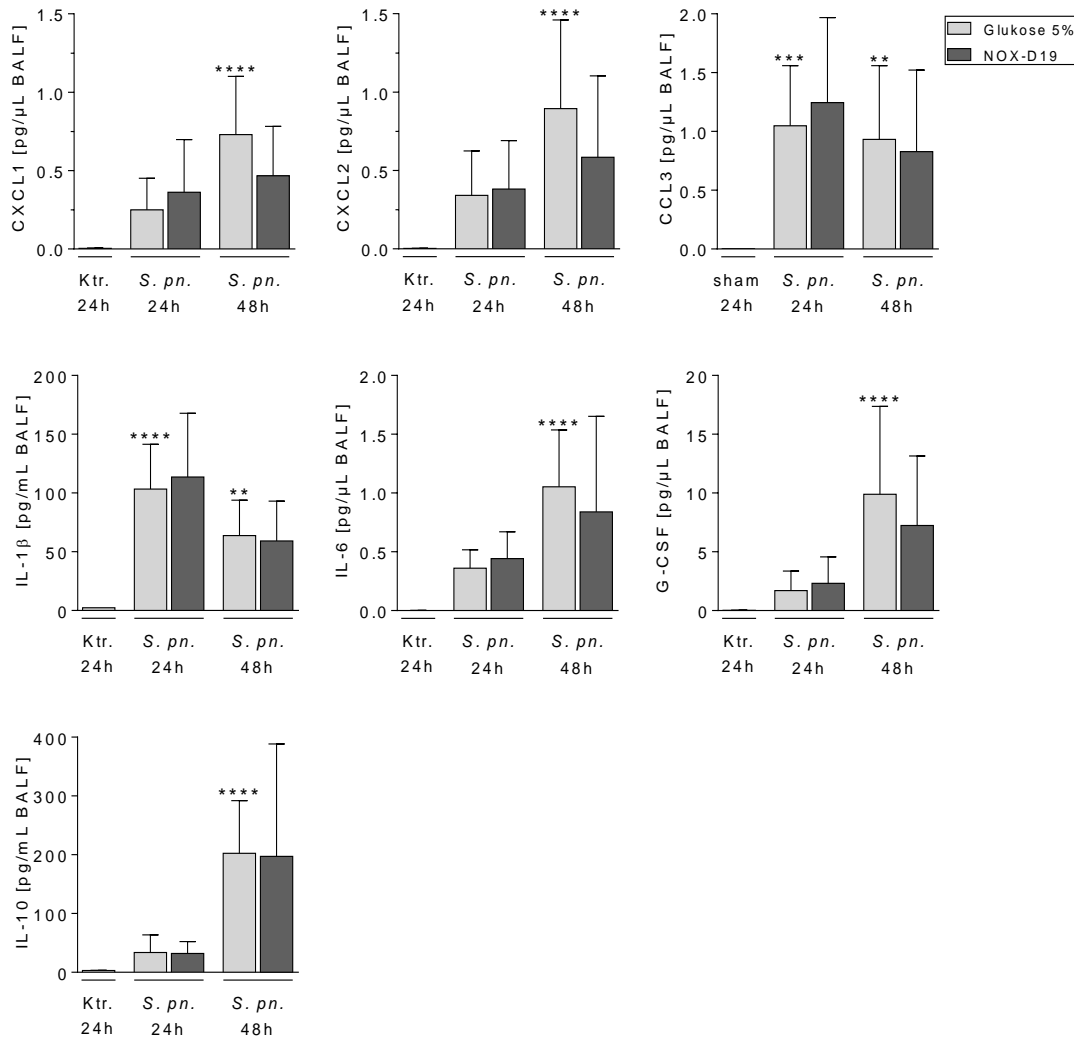 CXCL1 [pg/µL BALF]
1.5
1.0
0.5
0.0
****
Ktr.
24h
S. pn.
24h
S. pn.
48h
CXCL2 [pg/µL BALF]
1.5
1.0
0.5
0.0
****
Ktr.
24h
S. pn.
24h
S. pn.
48h
CCL3 [pg/µL BALF]
2.0
1.5
1.0
0.5
0.0
***
**
sham
24h
S. pn.
24h
S. pn.
48h
Glukose 5%
NOX-D19
IL-1β [pg/mL BALF]
200
150
100
50
0
****
**
Ktr.
24h
S. pn.
24h
S. pn.
48h
IL-6 [pg/µL BALF]
2.0
1.5
1.0
0.5
0.0
****
Ktr.
24h
S. pn.
24h
S. pn.
48h
G-CSF [pg/µL BALF]
20
15
10
5
0
****
Ktr.
24h
S. pn.
24h
S. pn.
48h
IL-10 [pg/mL BALF]
400
300
200
100
0
****
Ktr.
24h
S. pn.
24h
S. pn.
48h